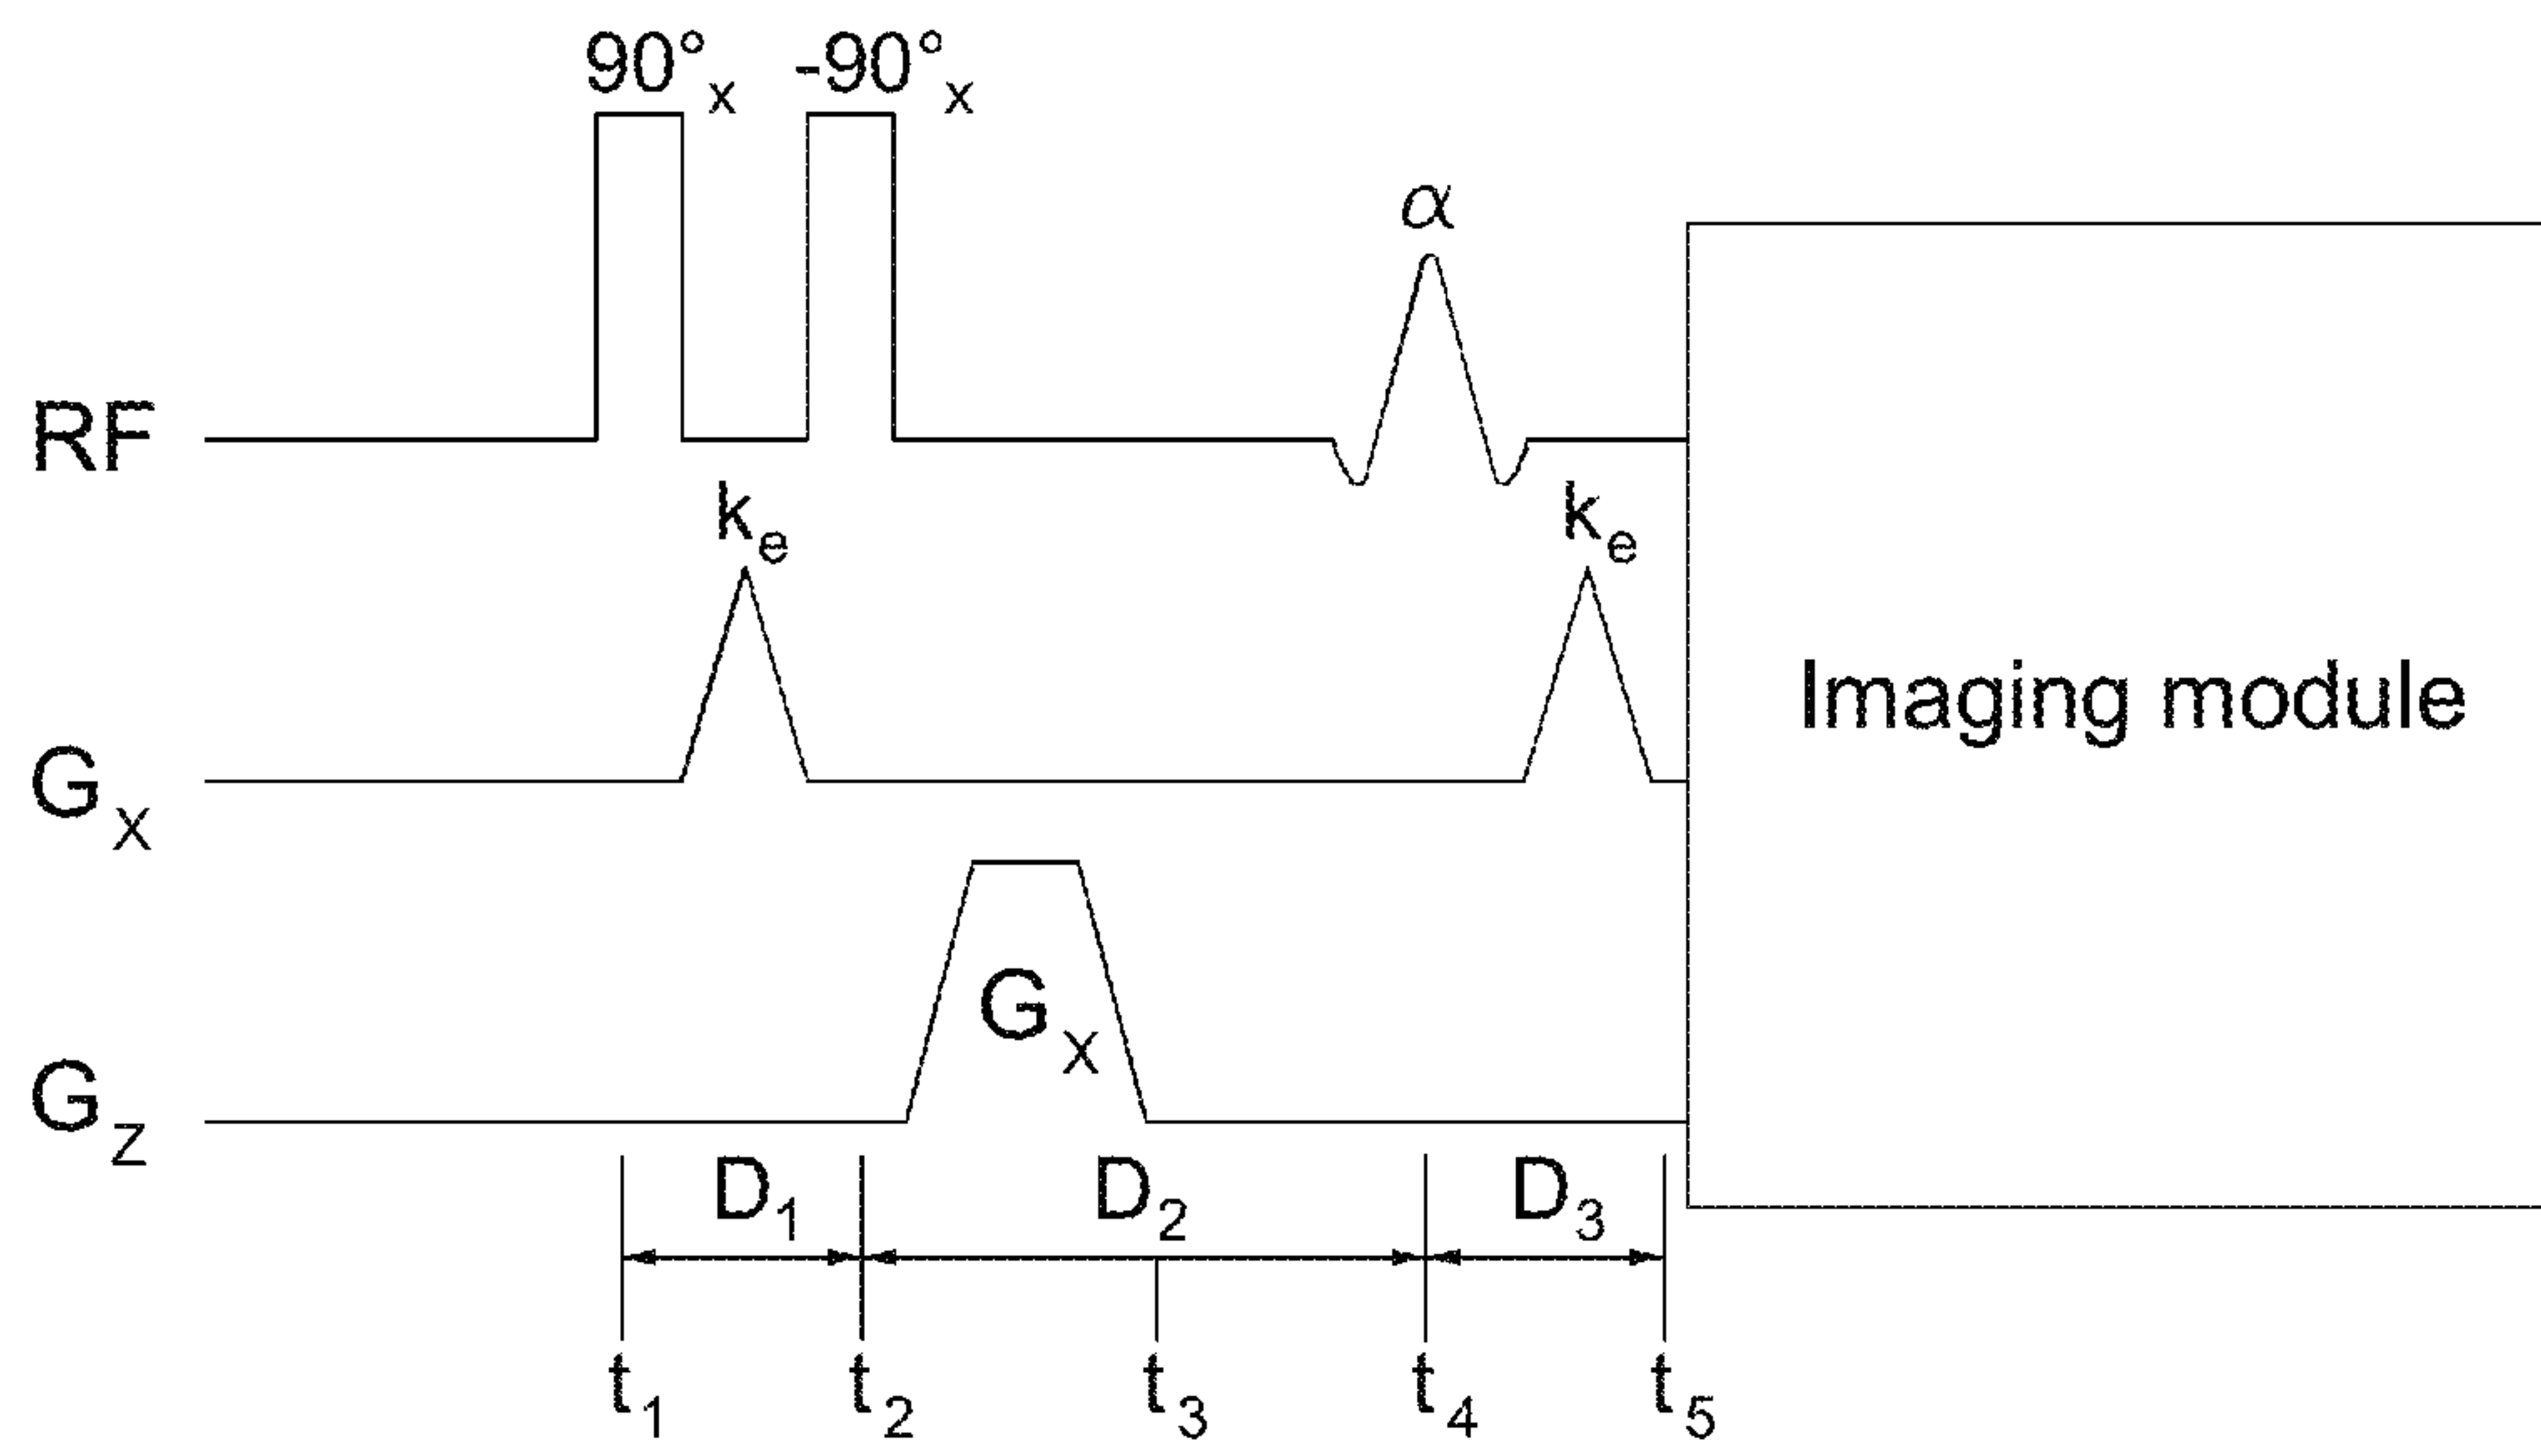 90°x -90°x
α
RF
ke ke
Imaging module
Gx
Gx
Gz
D1 D2 D3
t1 t2 t3 t4 t5